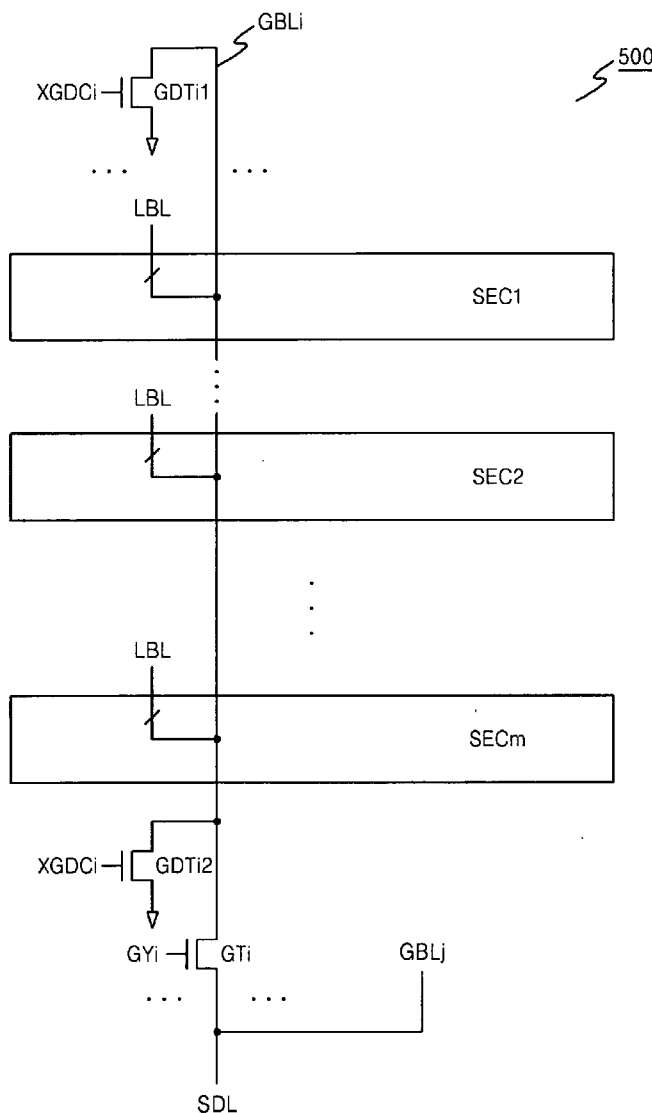 GBLi
500
XGDCi
GDTi1
LBL
SEC1
LBL
SEC2
LBL
SECm
XGDCi
GDTi2
GYi
GTi
GBLj
SDL